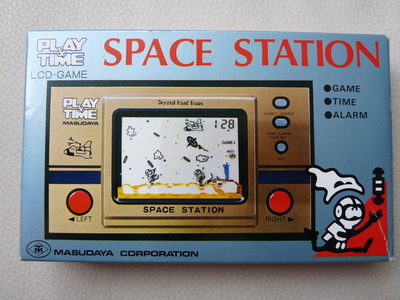 PLAY
TIME
LCD-GAME
SPACE STATION
GAME
TIME
ALARM
PLAY
TIME
MASUDAYA
128
GAME1
SPACE STATION
LEFT
RIGHT
MASUDAYA CORPORATION